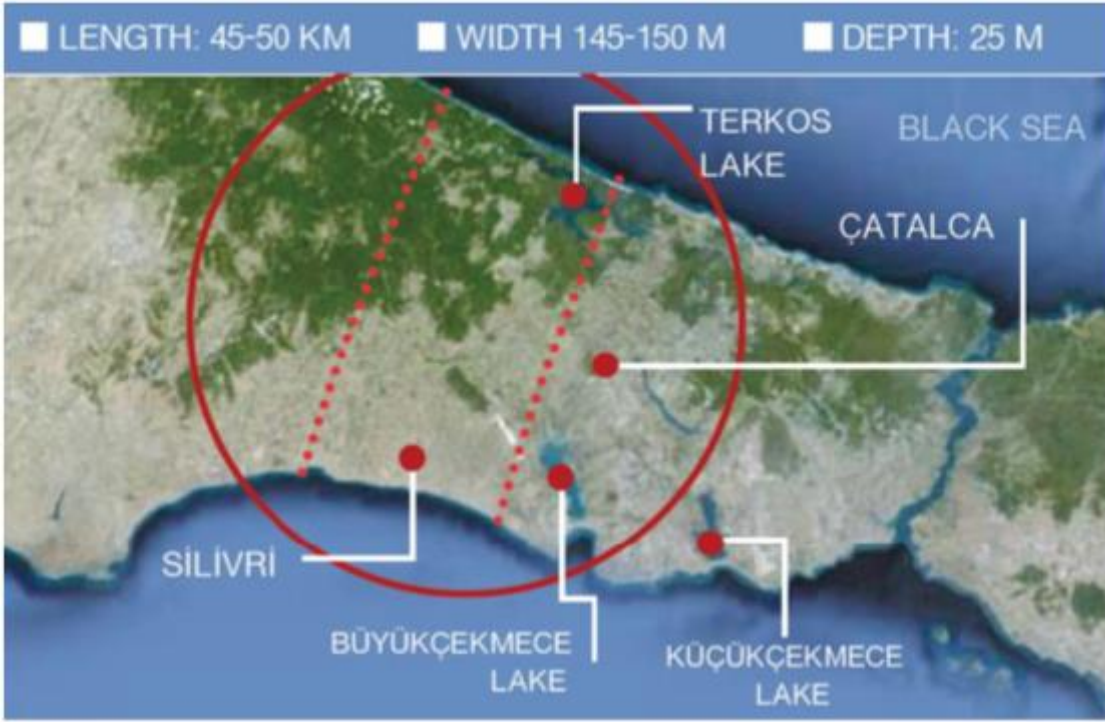 LENGTH: 45-50 KM WIDTH 145-150 M DEPTH: 25 M
TERKOS
LAKE
BLACK SEA
ÇATALCA
SİLİVRİ
BÜYÜKÇEKMECE
LAKE
KÜÇÜKÇEKMECE
LAKE